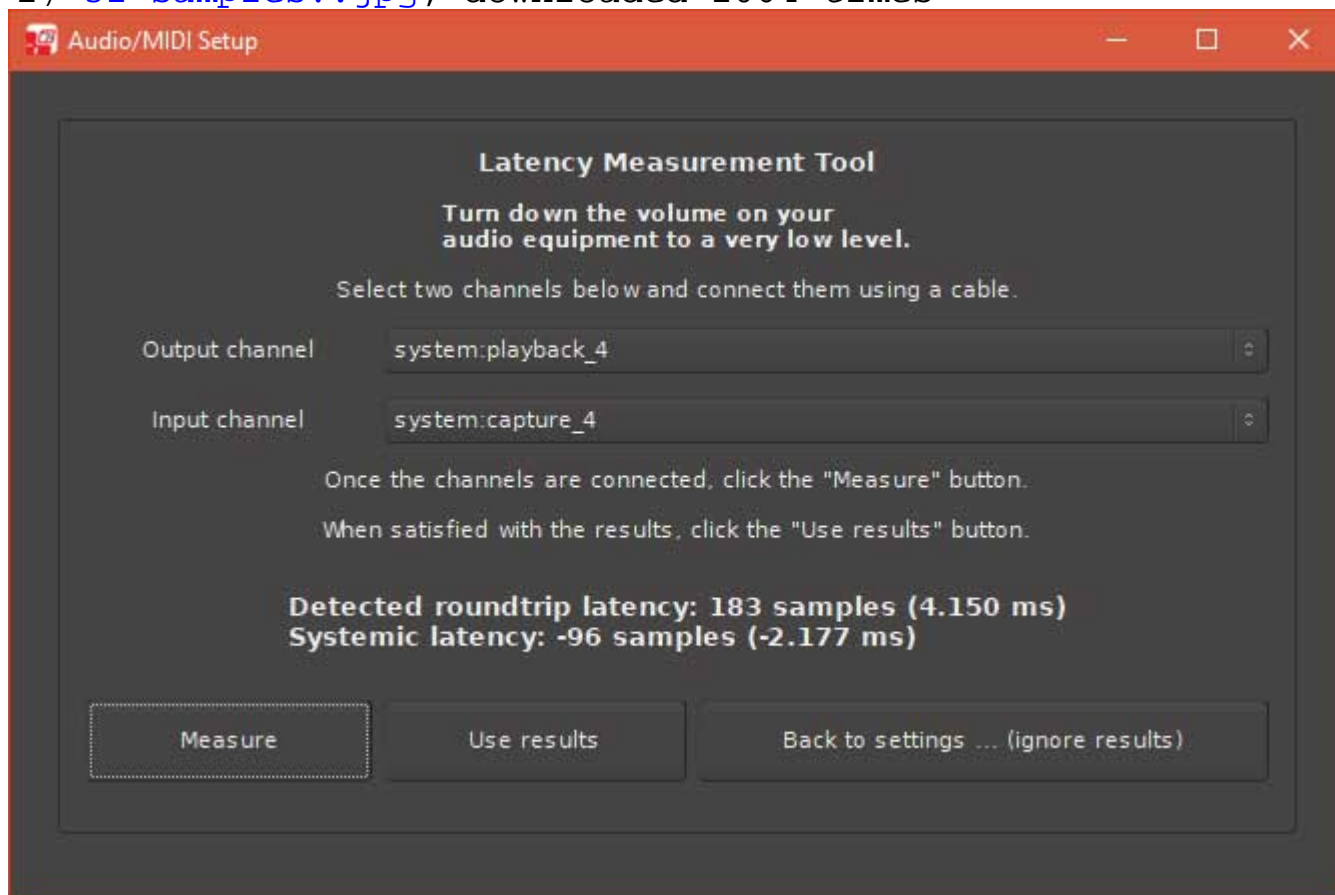 Audio/MIDI Setup
Latency Measurement Tool
Turn down the volume on your
audio equipment to a very low level.
Select two channels below and connect them using a cable.
Output channel system:playback_4
Input channel system:capture_4
Once the channels are connected, click the "Measure" button.
When satisfied with the results, click the "Use results" button.
Detected roundtrip latency: 183 samples (4.150 ms)
Systemic latency: -96 samples (-2.177 ms)
Measure Use results Back to settings ... (ignore results)